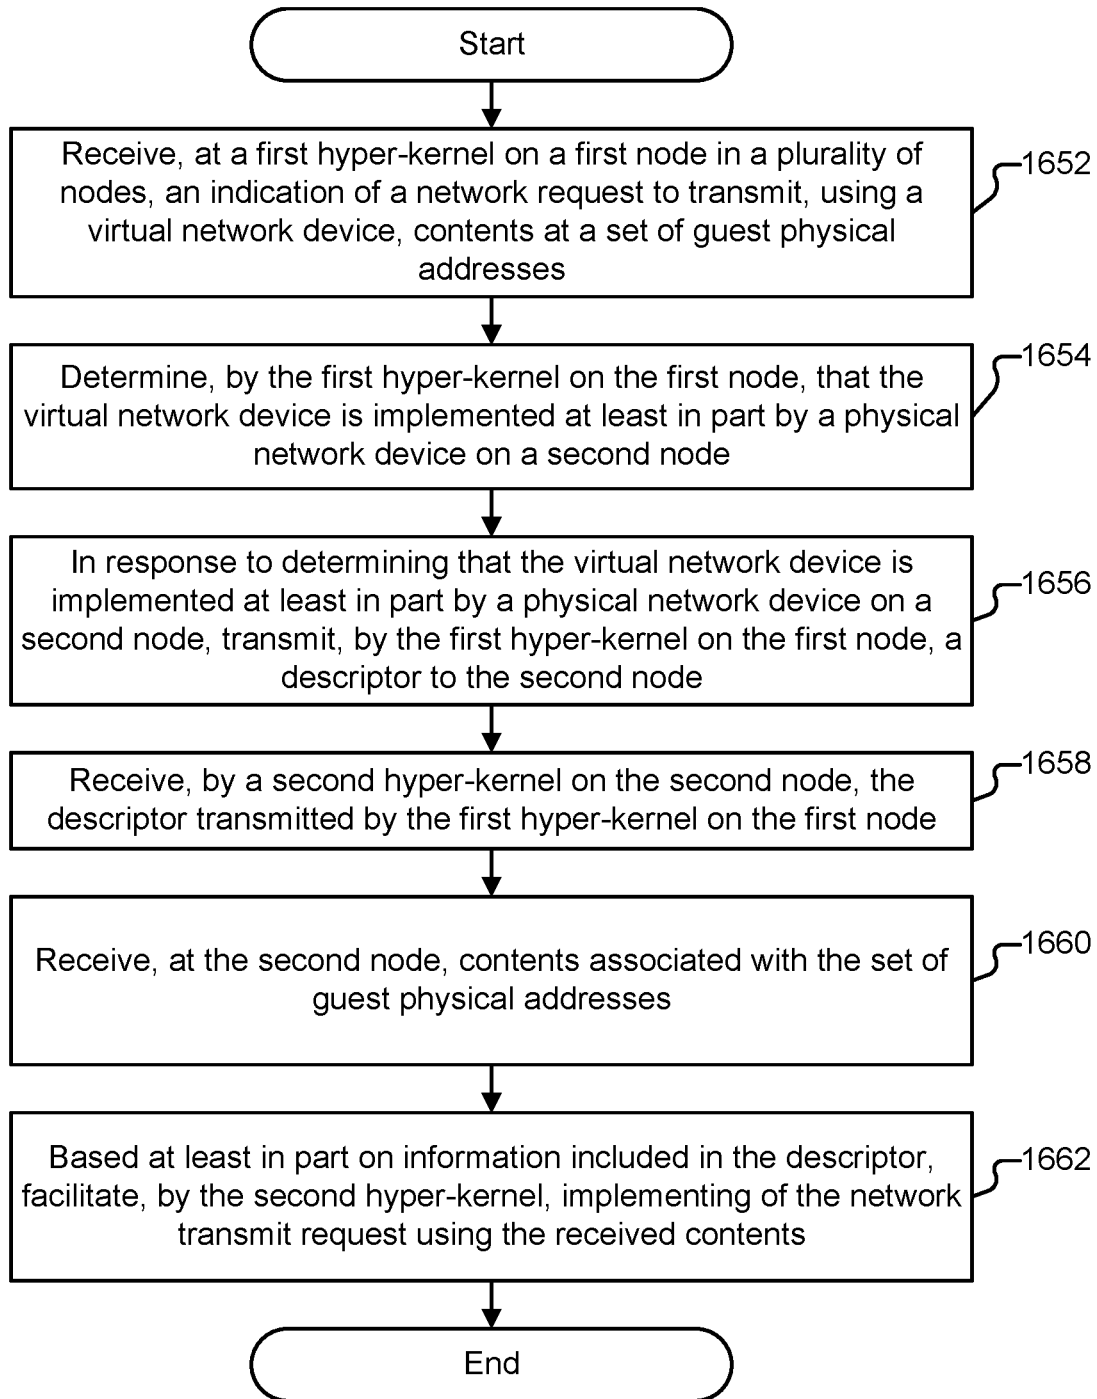 Start
Receive, at a first hyper-kernel on a first node in a plurality of
nodes, an indication of a network request to transmit, using a
virtual network device, contents at a set of guest physical
addresses
1652
Determine, by the first hyper-kernel on the first node, that the
virtual network device is implemented at least in part by a physical
network device on a second node
1654
In response to determining that the virtual network device is
implemented at least in part by a physical network device on a
second node, transmit, by the first hyper-kernel on the first node, a
descriptor to the second node
1656
Receive, by a second hyper-kernel on the second node, the
descriptor transmitted by the first hyper-kernel on the first node
1658
Receive, at the second node, contents associated with the set of
guest physical addresses
1660
Based at least in part on information included in the descriptor,
facilitate, by the second hyper-kernel, implementing of the network
transmit request using the received contents
1662
End